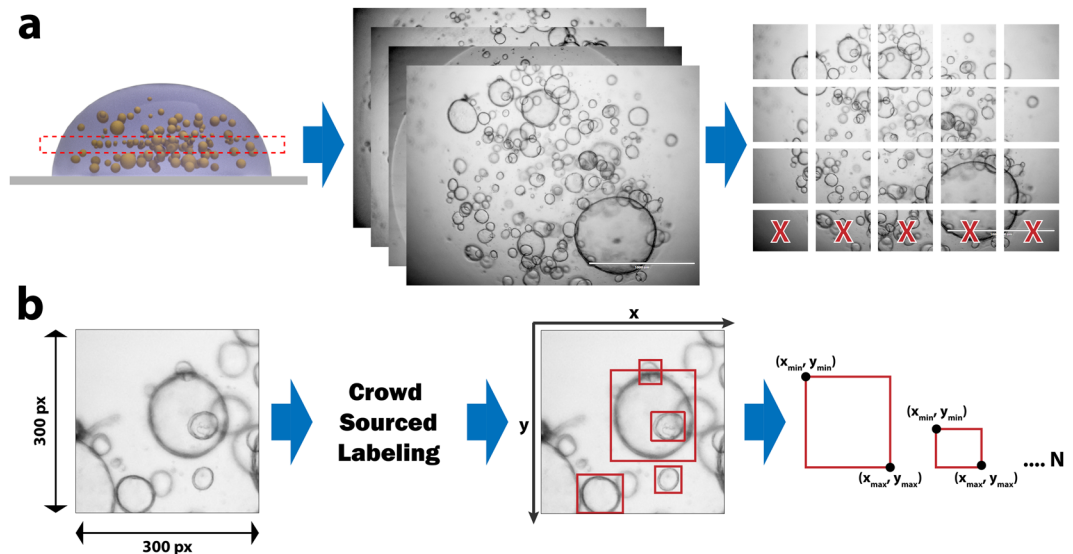 a
X X X X X
b
300 px
300 px
Crowd
Sourced
Labeling
x
y
(xmin, ymin)
(xmax, ymax)
(xmin, ymin)
(xmax, ymax)
.... N